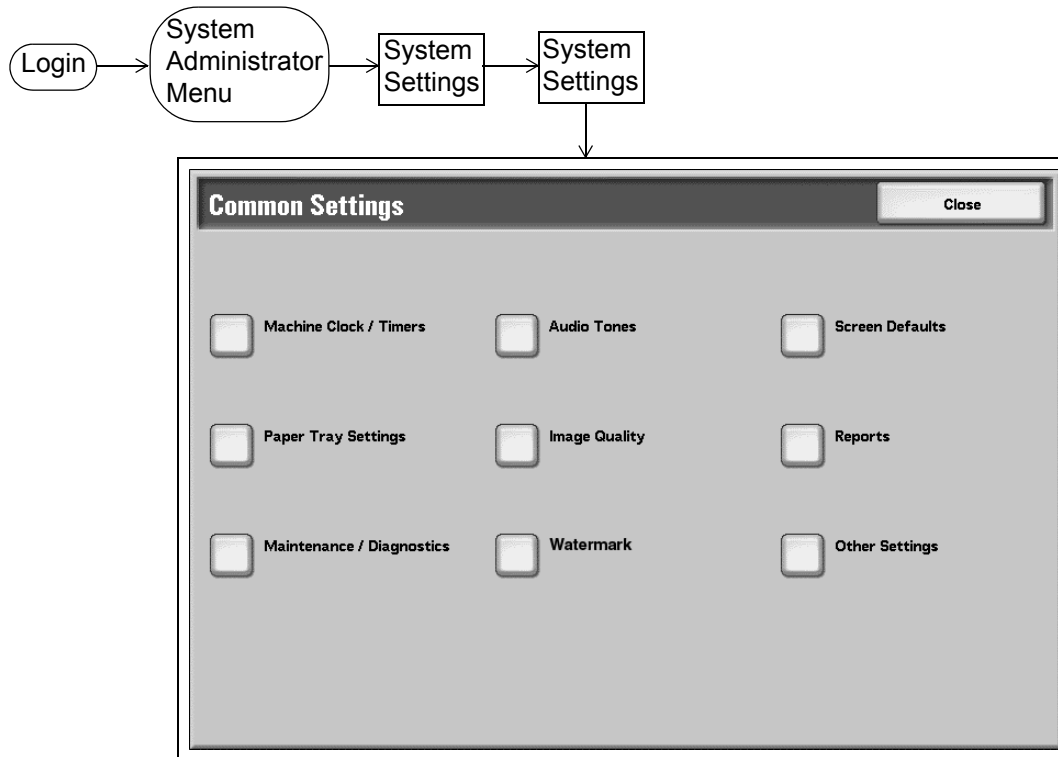 Login
System
Administrator
Menu
System
Settings
System
Settings
Common Settings
Close
Machine Clock / Timers
Audio Tones
Screen Defaults
Paper Tray Settings
Image Quality
Reports
Maintenance / Diagnostics
Watermark
Other Settings